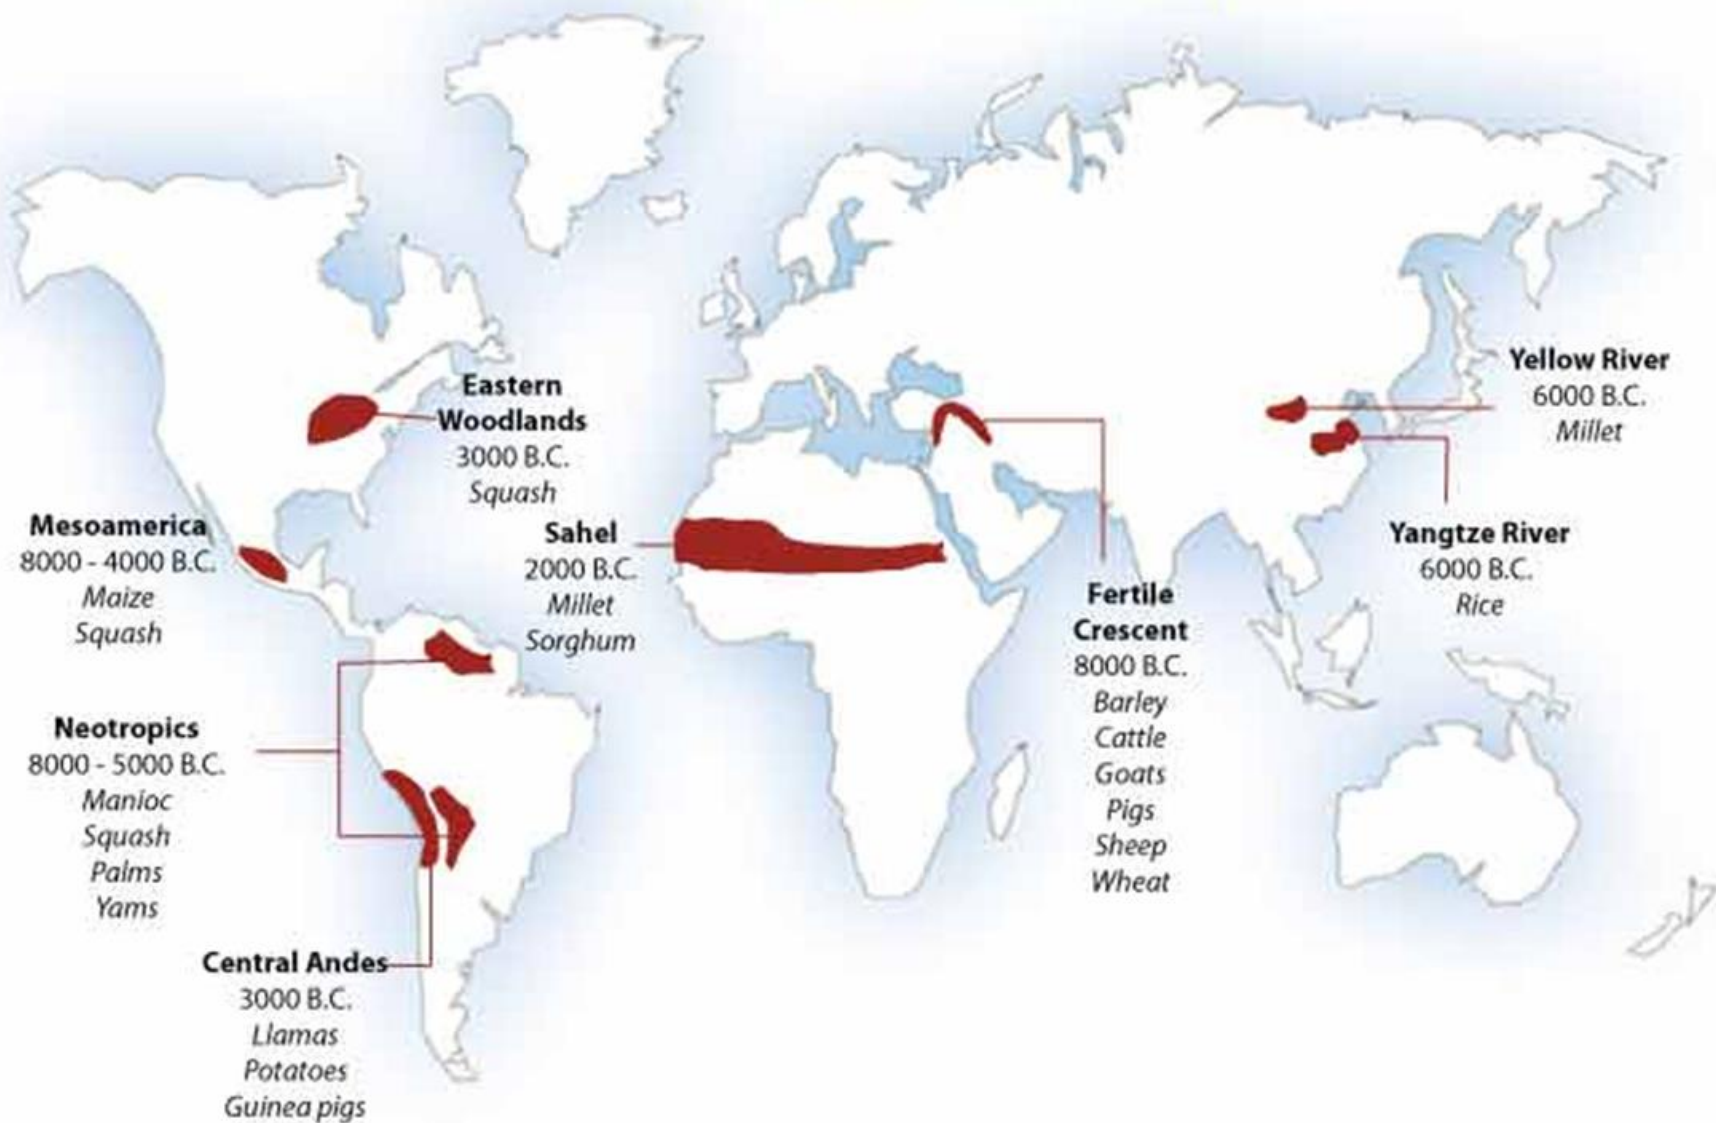 Eastern
Woodlands
3000 B.C.
Squash
Mesoamerica
8000 - 4000 B.C.
Maize
Squash
Sahel
2000 B.C.
Millet
Sorghum
Neotropics
8000 - 5000 B.C.
Manioc
Squash
Palms
Yams
Central Andes
3000 B.C.
Llamas
Potatoes
Guinea pigs
Fertile
Crescent
8000 B.C.
Barley
Cattle
Goats
Pigs
Sheep
Wheat
Yellow River
6000 B.C.
Millet
Yangtze River
6000 B.C.
Rice